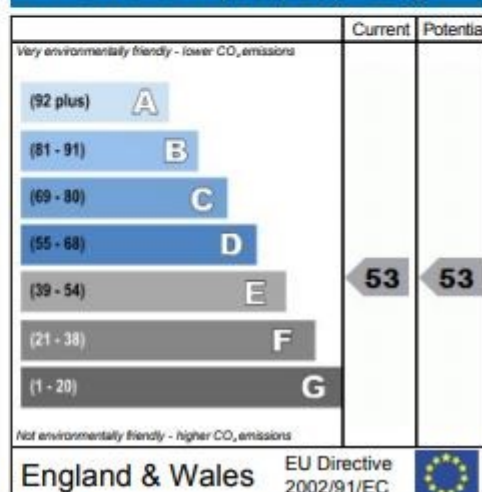 Current Potential
Very environmentally friendly - lower CO₂ emissions
(92 plus) A
(81 - 91) B
(69 - 80) C
(55 - 68) D
(39 - 54) E
53 53
(21 - 38) F
(1 - 20) G
Not environmentally friendly - higher CO₂ emissions
England & Wales
EU Directive
2002/91/EC